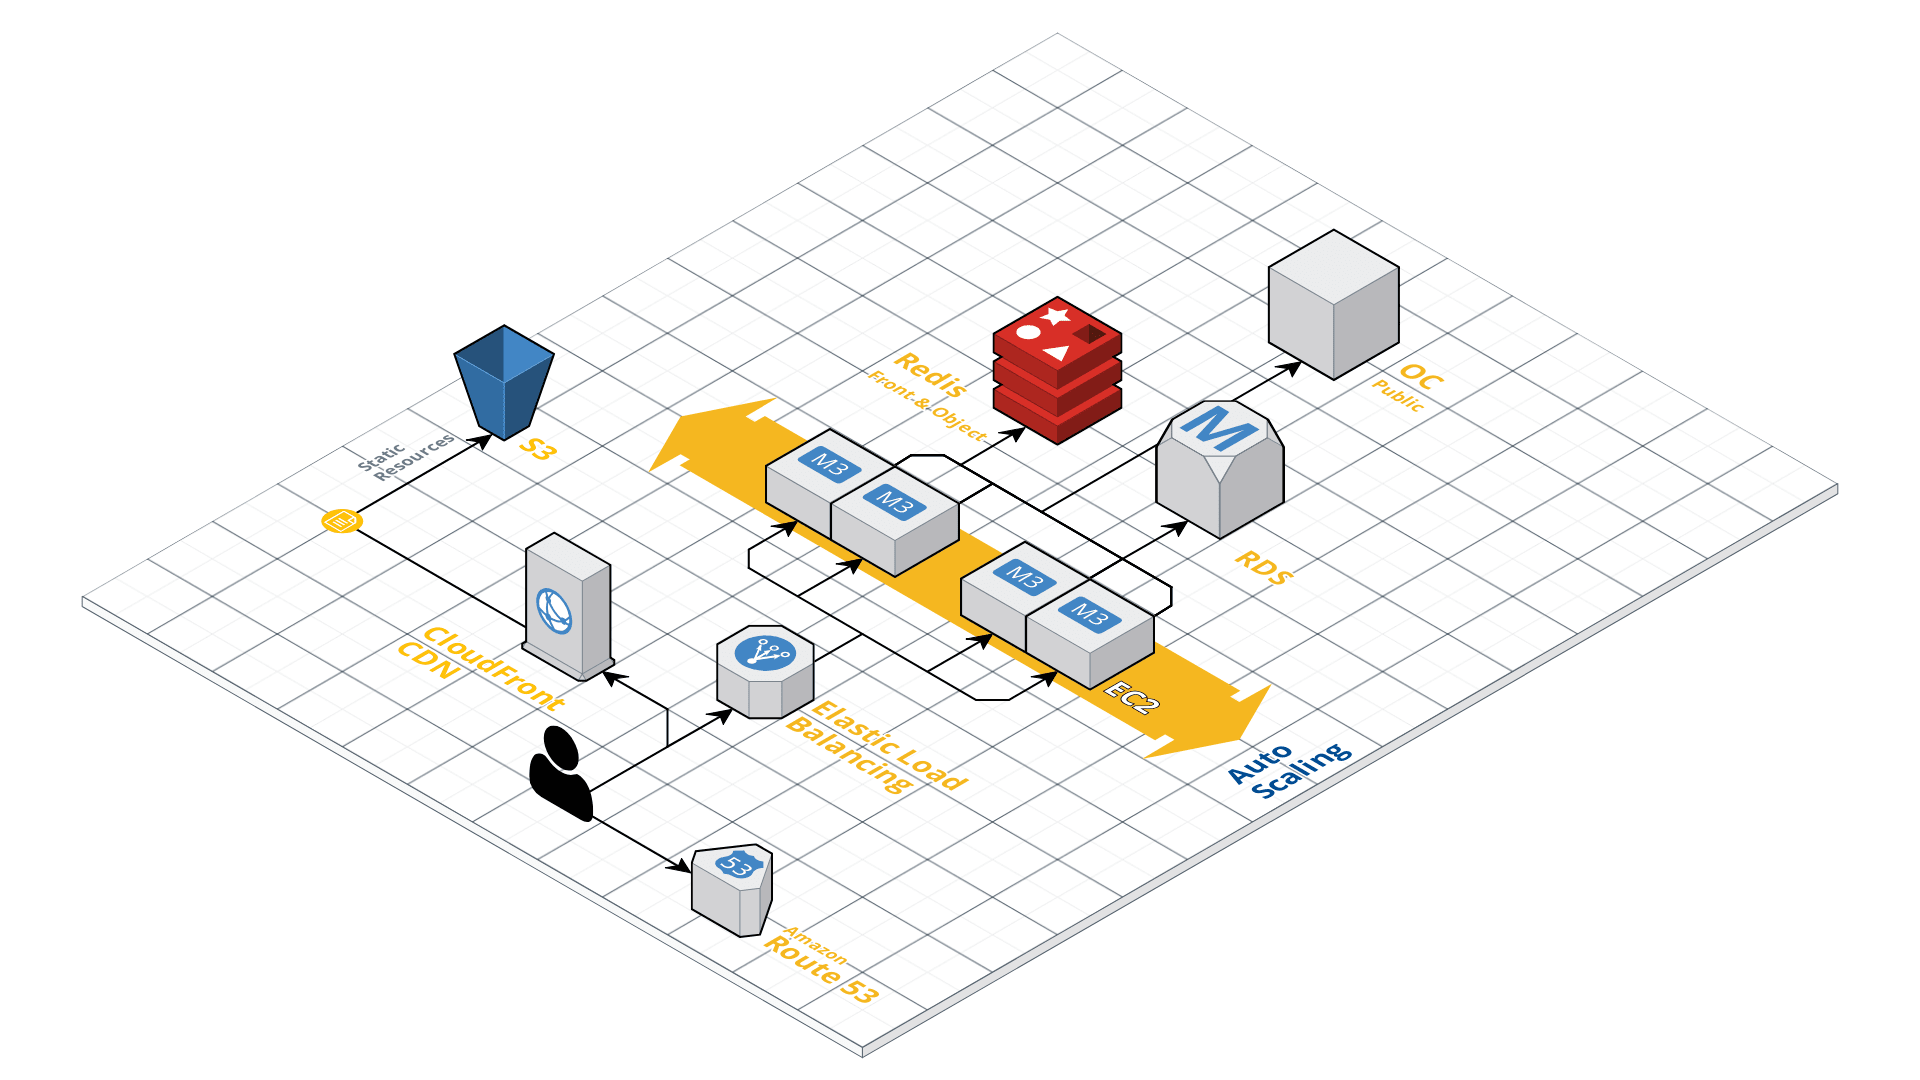 OC
Public
Redis
Front & Object
M
S3
Static
Resources
M3
M3
RDS
M3
M3
CloudFront
CDN
EC2
Elastic Load
Balancing
Auto
Scaling
53
Amazon
Route 53